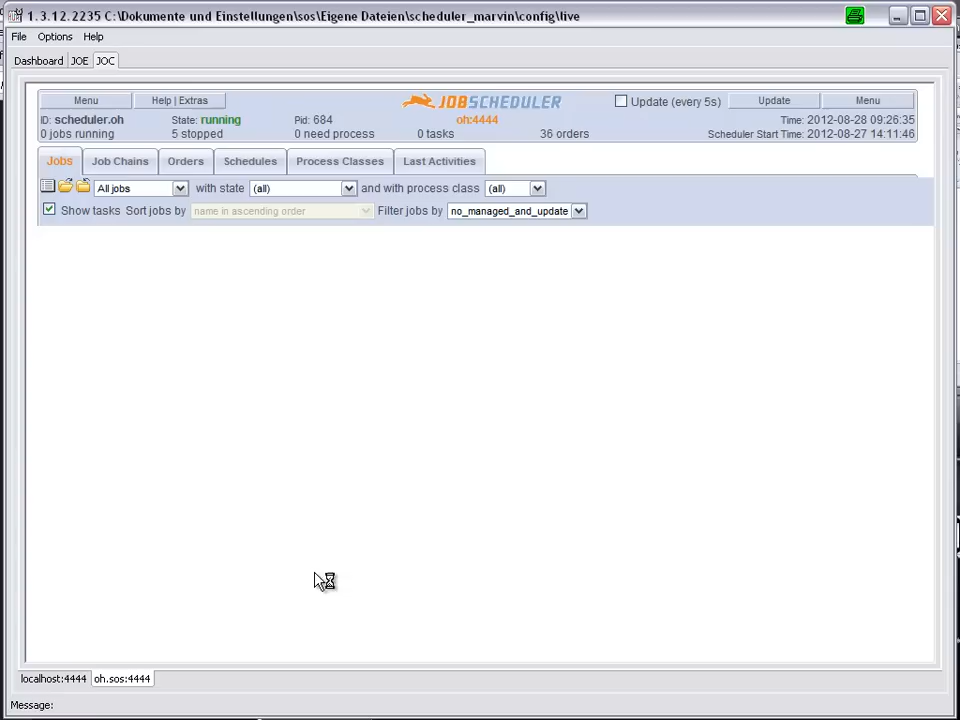 1.3.12.2235 C:\Dokumente und Einstellungen\sos\Eigene Dateien\scheduler_marvin\config\live
File Options Help
Dashboard JOE JOC
Menu Help | Extras JOBSCHEDULER Update (every 5s) Update Menu
ID: scheduler.oh State: running Pid: 684 oh:4444 Time: 2012-08-28 09:26:35
0 jobs running 5 stopped 0 need process 0 tasks 36 orders Scheduler Start Time: 2012-08-27 14:11:46
Jobs Job Chains Orders Schedules Process Classes Last Activities
All jobs with state (all) and with process class (all)
Show tasks Sort jobs by name in ascending order Filter jobs by no_managed_and_update
localhost:4444 oh.sos:4444
Message: